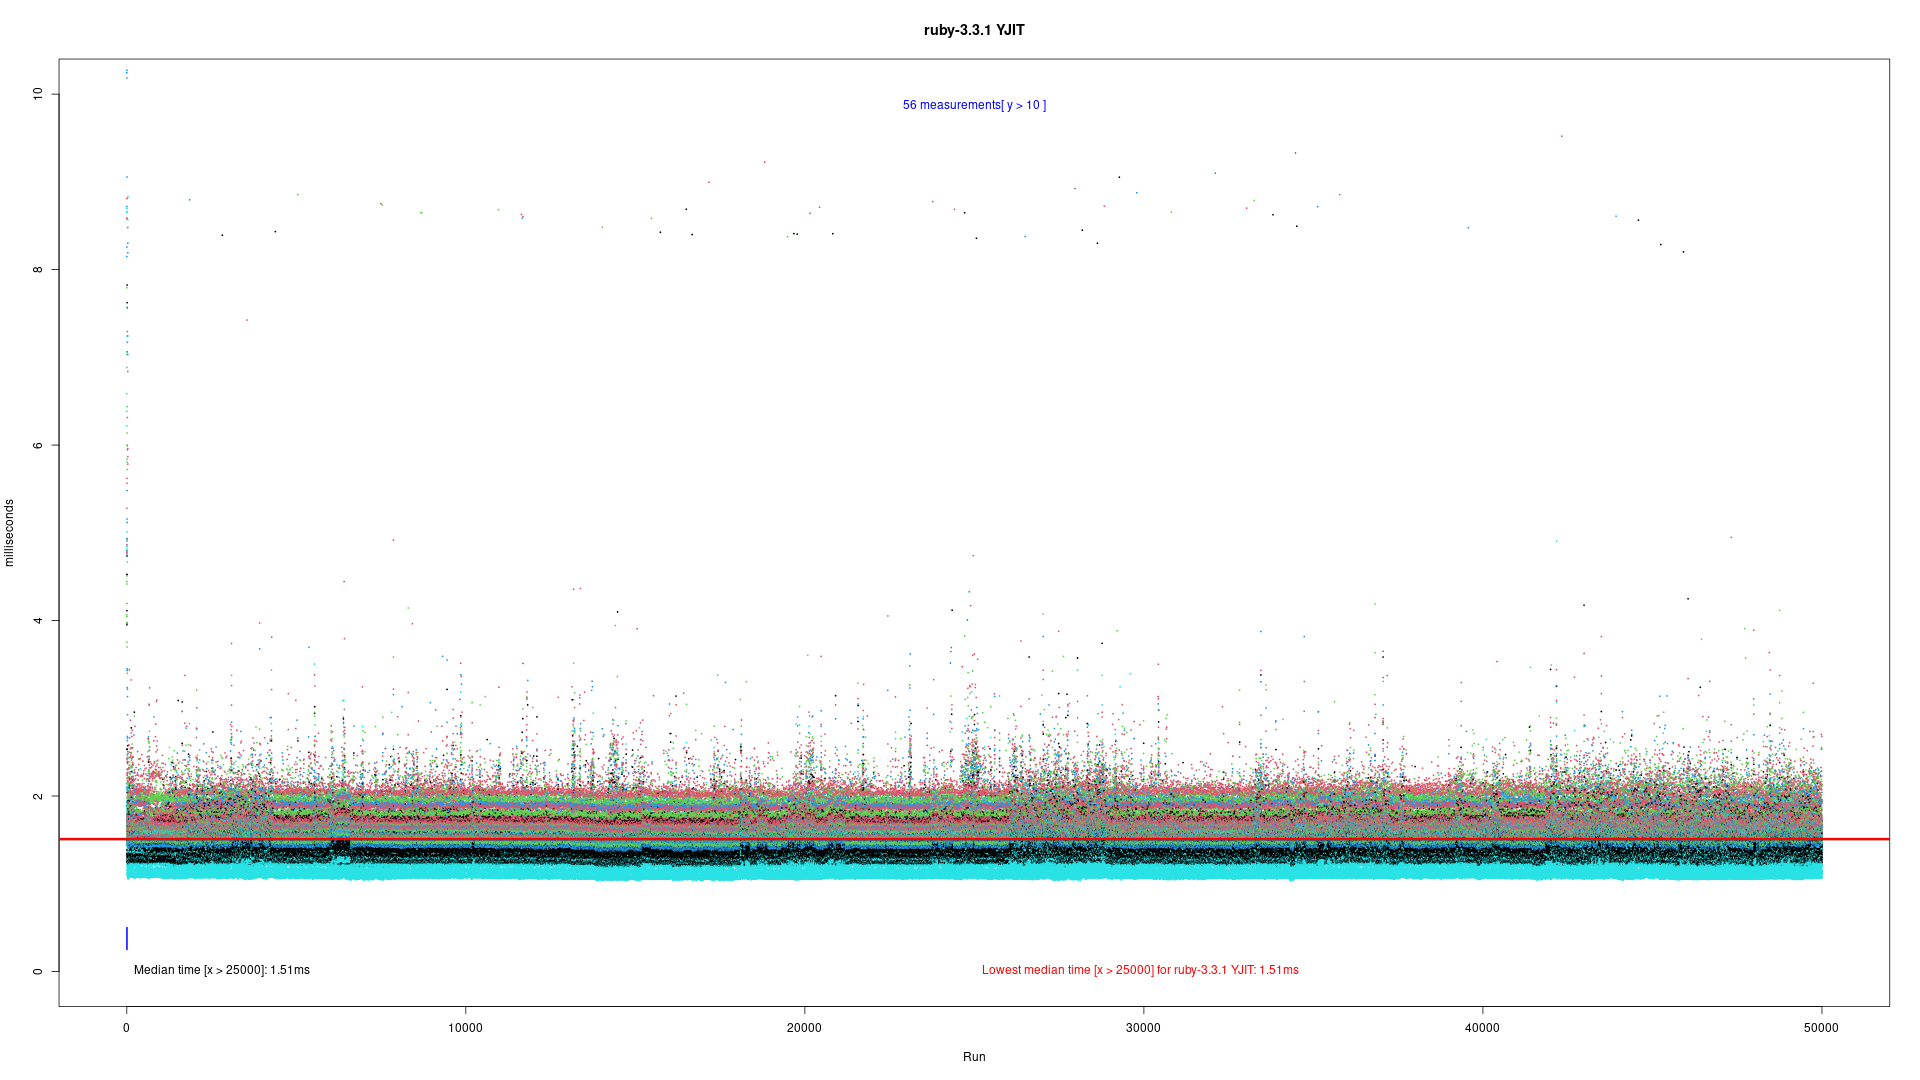 ruby-3.3.1 YJIT
56 measurements[ y > 10 ]
milliseconds
10
8
6
4
2
0
Median time [x > 25000]: 1.51ms
Lowest median time [x > 25000] for ruby-3.3.1 YJIT: 1.51ms
0
10000
20000
30000
40000
50000
Run